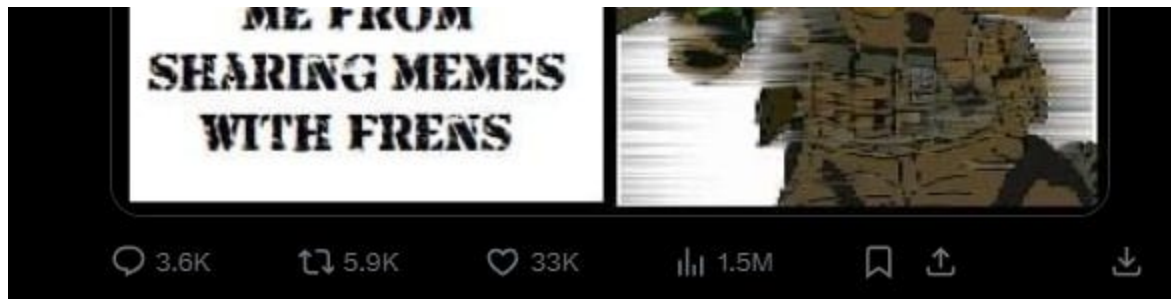 ME FROM
SHARING MEMES
WITH FRENS
3.6K 5.9K 33K 1.5M